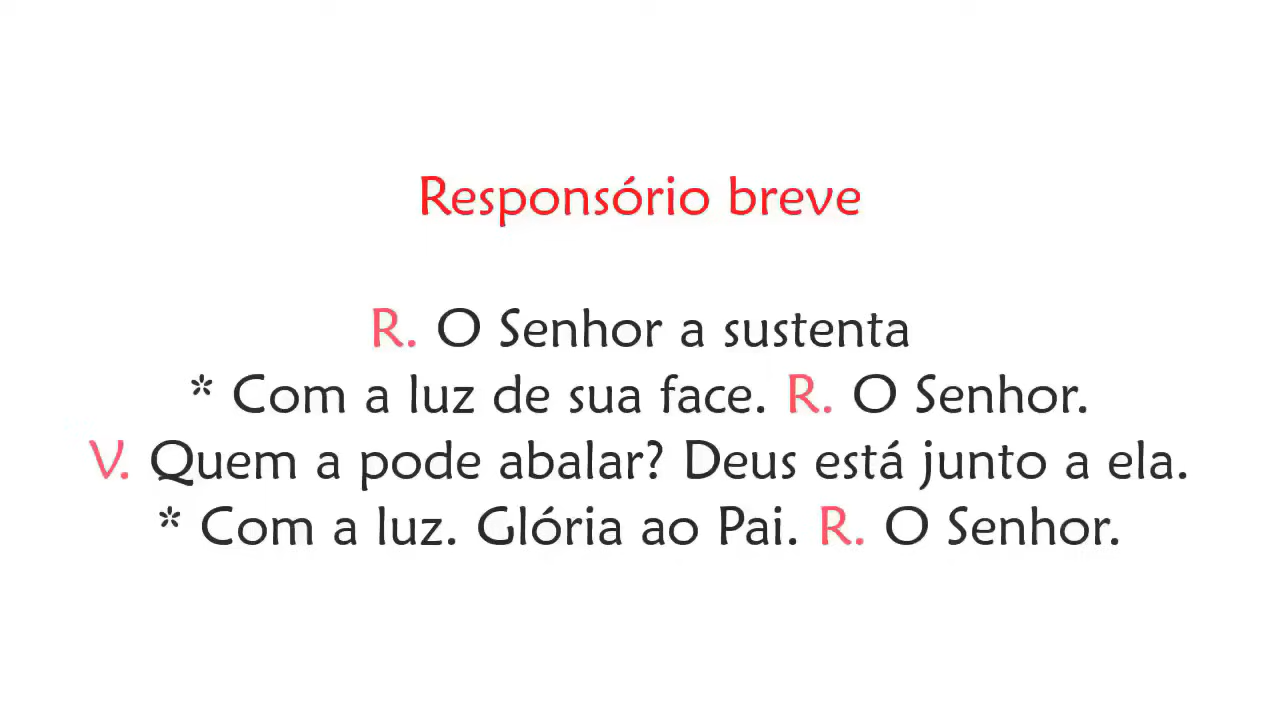 Responsório breve
R. O Senhor a sustenta
* Com a luz de sua face. R. O Senhor.
V. Quem a pode abalar? Deus está junto a ela.
* Com a luz. Glória ao Pai. R. O Senhor.